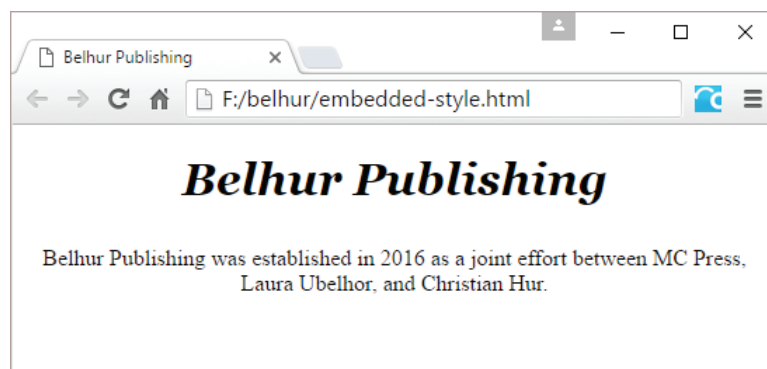 Belhur Publishing
F:/belhur/embedded-style.html
Belhur Publishing
Belhur Publishing was established in 2016 as a joint effort between MC Press,
Laura Ubelhor, and Christian Hur.